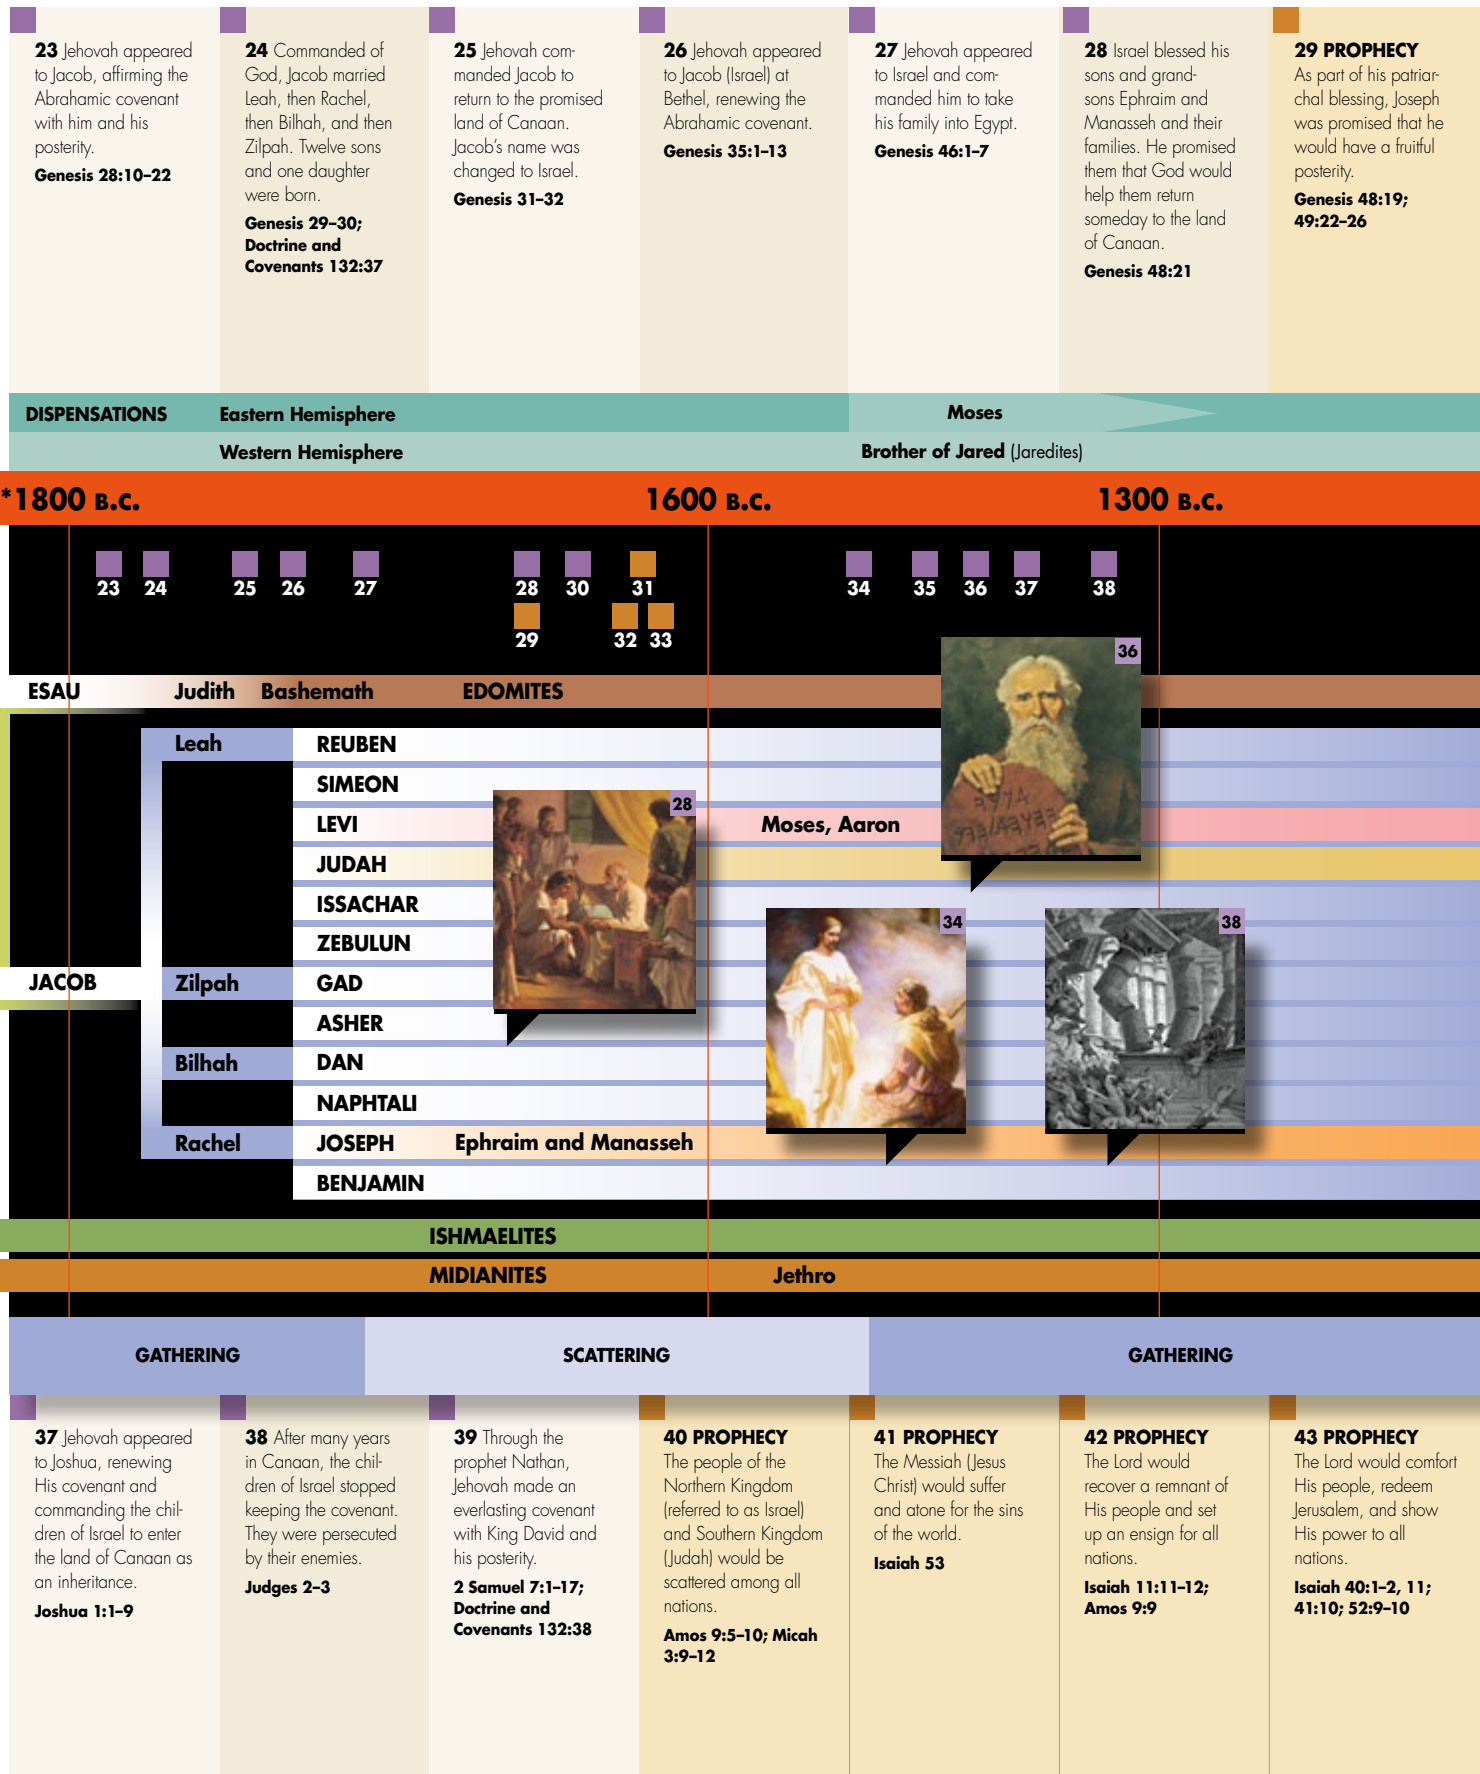 23 Jehovah appeared
to Jacob, affirming the
Abrahamic covenant
with him and his
posterity.
Genesis 28:10–22
24 Commanded of
God, Jacob married
Leah, then Rachel,
then Bilhah, and then
Zilpah. Twelve sons
and one daughter
were born.
Genesis 29–30;
Doctrine and
Covenants 132:37
25 Jehovah com-
manded Jacob to
return to the promised
land of Canaan.
Jacob’s name was
changed to Israel.
Genesis 31–32
26 Jehovah appeared
to Jacob (Israel) at
Bethel, renewing the
Abrahamic covenant.
Genesis 35:1–13
27 Jehovah appeared
to Israel and com-
manded him to take
his family into Egypt.
Genesis 46:1–7
28 Israel blessed his
sons and grand-
sons Ephraim and
Manasseh and their
families. He promised
them that God would
help them return
someday to the land
of Canaan.
Genesis 48:21
29 PROPHECY
As part of his patriar-
chal blessing, Joseph
was promised that he
would have a fruitful
posterity.
Genesis 48:19;
49:22–26
DISPENSATIONS Eastern Hemisphere Moses
Western Hemisphere Brother of Jared (Jaredites)
*1800 B.C. 1600 B.C. 1300 B.C.
23 24 25 26 27 28 30 31 34 35 36 37 38
29 32 33
36
ESAU Judith Bashemath EDOMITES
Leah REUBEN
SIMEON
28
LEVI Moses, Aaron
JUDAH
ISSACHAR
34 38
ZEBULUN
JACOB Zilpah GAD
ASHER
Bilhah DAN
NAPHTALI
Rachel JOSEPH Ephraim and Manasseh
BENJAMIN
ISHMAELITES
MIDIANITES Jethro
GATHERING SCATTERING GATHERING
37 Jehovah appeared
to Joshua, renewing
His covenant and
commanding the chil-
dren of Israel to enter
the land of Canaan as
an inheritance.
Joshua 1:1–9
38 After many years
in Canaan, the chil-
dren of Israel stopped
keeping the covenant.
They were persecuted
by their enemies.
Judges 2–3
39 Through the
prophet Nathan,
Jehovah made an
everlasting covenant
with King David and
his posterity.
2 Samuel 7:1–17;
Doctrine and
Covenants 132:38
40 PROPHECY
The people of the
Northern Kingdom
(referred to as Israel)
and Southern Kingdom
(Judah) would be
scattered among all
nations.
Amos 9:5–10; Micah
3:9–12
41 PROPHECY
The Messiah (Jesus
Christ) would suffer
and atone for the sins
of the world.
Isaiah 53
42 PROPHECY
The Lord would
recover a remnant of
His people and set
up an ensign for all
nations.
Isaiah 11:11–12;
Amos 9:9
43 PROPHECY
The Lord would comfort
His people, redeem
Jerusalem, and show
His power to all
nations.
Isaiah 40:1–2, 11;
41:10; 52:9–10